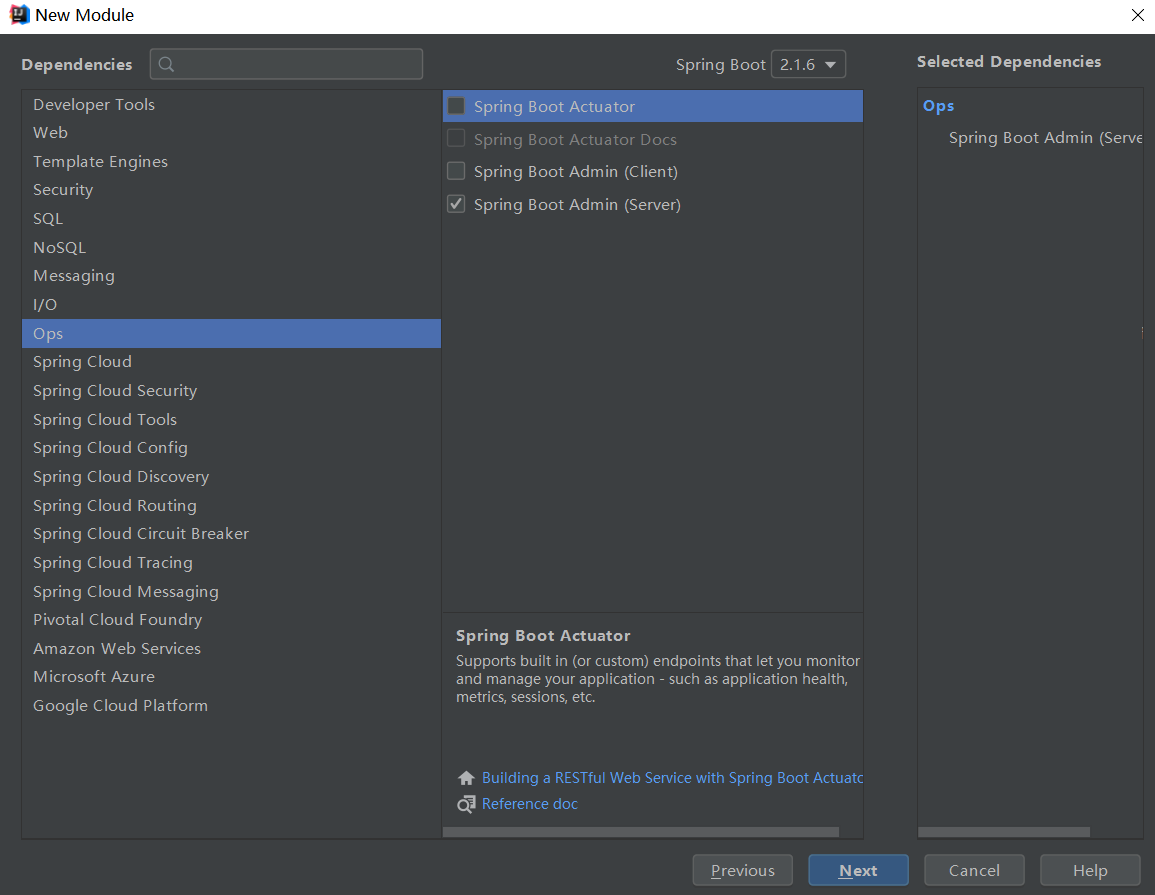 New Module
Dependencies
Spring Boot 2.1.6
Selected Dependencies
Developer Tools
Web
Template Engines
Security
SQL
NoSQL
Messaging
I/O
Ops
Spring Cloud
Spring Cloud Security
Spring Cloud Tools
Spring Cloud Config
Spring Cloud Discovery
Spring Cloud Routing
Spring Cloud Circuit Breaker
Spring Cloud Tracing
Spring Cloud Messaging
Pivotal Cloud Foundry
Amazon Web Services
Microsoft Azure
Google Cloud Platform
Spring Boot Actuator
Spring Boot Actuator Docs
Spring Boot Admin (Client)
Spring Boot Admin (Server)
Spring Boot Actuator
Supports built in (or custom) endpoints that let you monitor
and manage your application - such as application health,
metrics, sessions, etc.
Building a RESTful Web Service with Spring Boot Actuato
Reference doc
Ops
Spring Boot Admin (Serve
Previous
Next
Cancel
Help